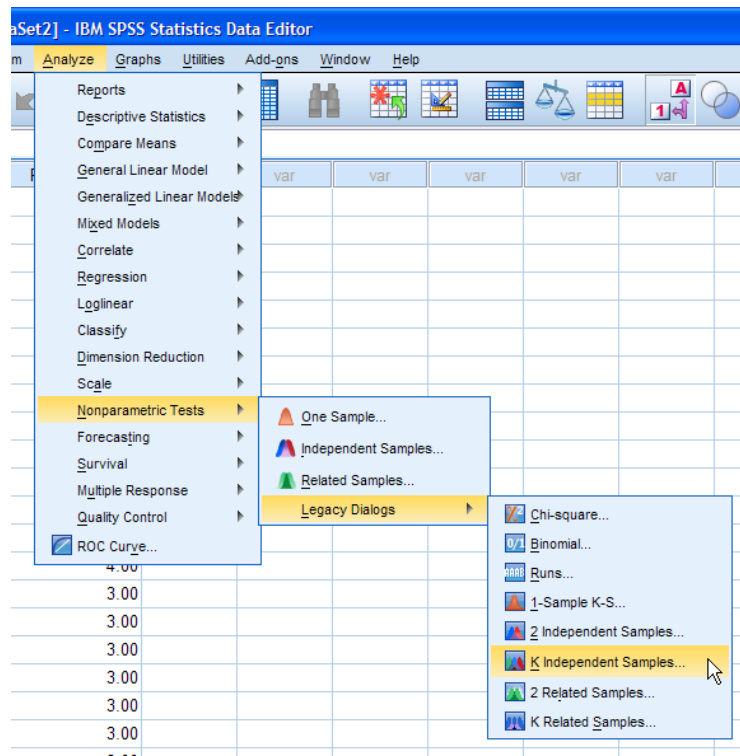 aSet2] - IBM SPSS Statistics Data Editor
m Analyze Graphs Utilities Add-ons Window Help
Reports
Descriptive Statistics
Compare Means
General Linear Model
Generalized Linear Models
Mixed Models
Correlate
Regression
Loglinear
Classify
Dimension Reduction
Scale
Nonparametric Tests
Forecasting
Survival
Multiple Response
Quality Control
ROC Curve...
var var var var var
One Sample...
Independent Samples...
Related Samples...
Legacy Dialogs
Chi-square...
Binomial...
Runs...
1-Sample K-S...
2 Independent Samples...
K Independent Samples...
2 Related Samples...
K Related Samples...
4.00
3.00
3.00
3.00
3.00
3.00
3.00
A
1
0/1
AAAB